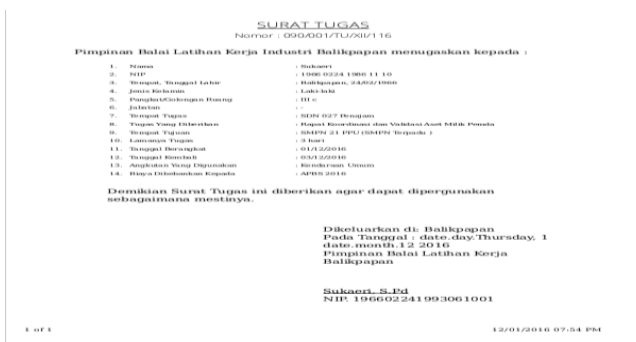 SURAT TUGAS
Nomor : 090/001/TU/XII/116
Pimpinan Balai Latihan Kerja Industri Balikpapan menugaskan kepada :
1. Nama : Sukaeri
2. NIP : 1966 0224 1986 11 10
3. Tempat, Tanggal Lahir : Balikpapan, 24/02/1966
4. Jenis Kelamin : Laki-laki
5. Pangkat/Golongan Ruang : III c
6. Jabatan : -
7. Tempat Tugas : SDN 027 Penajam
8. Tugas Yang Diberikan : Rapat Koordinasi dan Validasi Aset Milik Pemda
9. Tempat Tujuan : SMPN 21 PPU (SMPN Terpadu )
10. Lamanya Tugas : 3 hari
11. Tanggal Berangkat : 01/12/2016
12. Tanggal Kembali : 03/12/2016
13. Angkutan Yang Digunakan : Kendaraan Umum
14. Biaya Dibebankan Kepada : APBS 2016
Demikian Surat Tugas ini diberikan agar dapat dipergunakan
sebagaimana mestinya.
Dikeluarkan di: Balikpapan
Pada Tanggal : date.day.Thursday, 1
date.month.12 2016
Pimpinan Balai Latihan Kerja
Balikpapan
Sukaeri, S.Pd
NIP. 196602241993061001
1 of 1 12/01/2016 07:54 PM